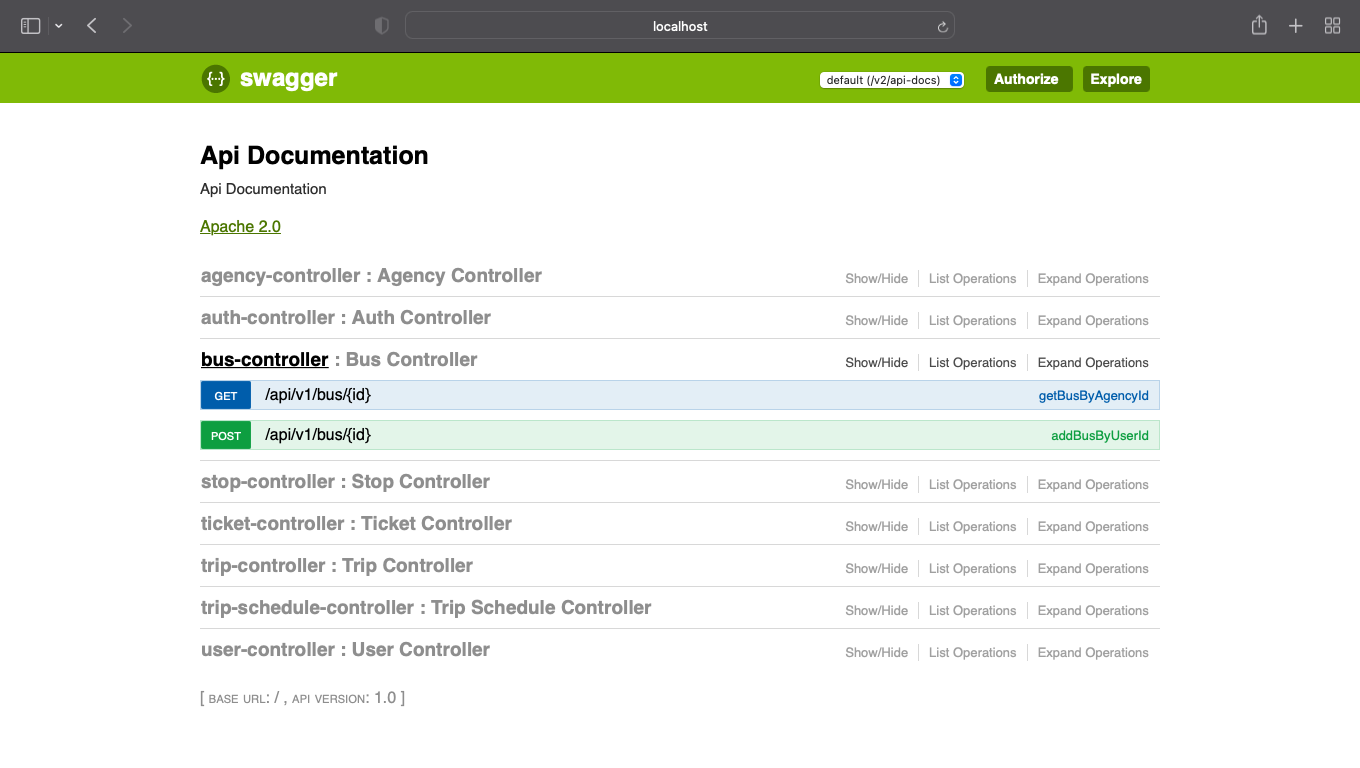 localhost
{···} swagger default (/v2/api-docs) Authorize Explore
Api Documentation
Api Documentation
Apache 2.0
agency-controller : Agency Controller Show/Hide List Operations Expand Operations
auth-controller : Auth Controller Show/Hide List Operations Expand Operations
bus-controller : Bus Controller Show/Hide List Operations Expand Operations
GET /api/v1/bus/{id} getBusByAgencyId
POST /api/v1/bus/{id} addBusByUserId
stop-controller : Stop Controller Show/Hide List Operations Expand Operations
ticket-controller : Ticket Controller Show/Hide List Operations Expand Operations
trip-controller : Trip Controller Show/Hide List Operations Expand Operations
trip-schedule-controller : Trip Schedule Controller Show/Hide List Operations Expand Operations
user-controller : User Controller Show/Hide List Operations Expand Operations
[ BASE URL: / , API VERSION: 1.0 ]